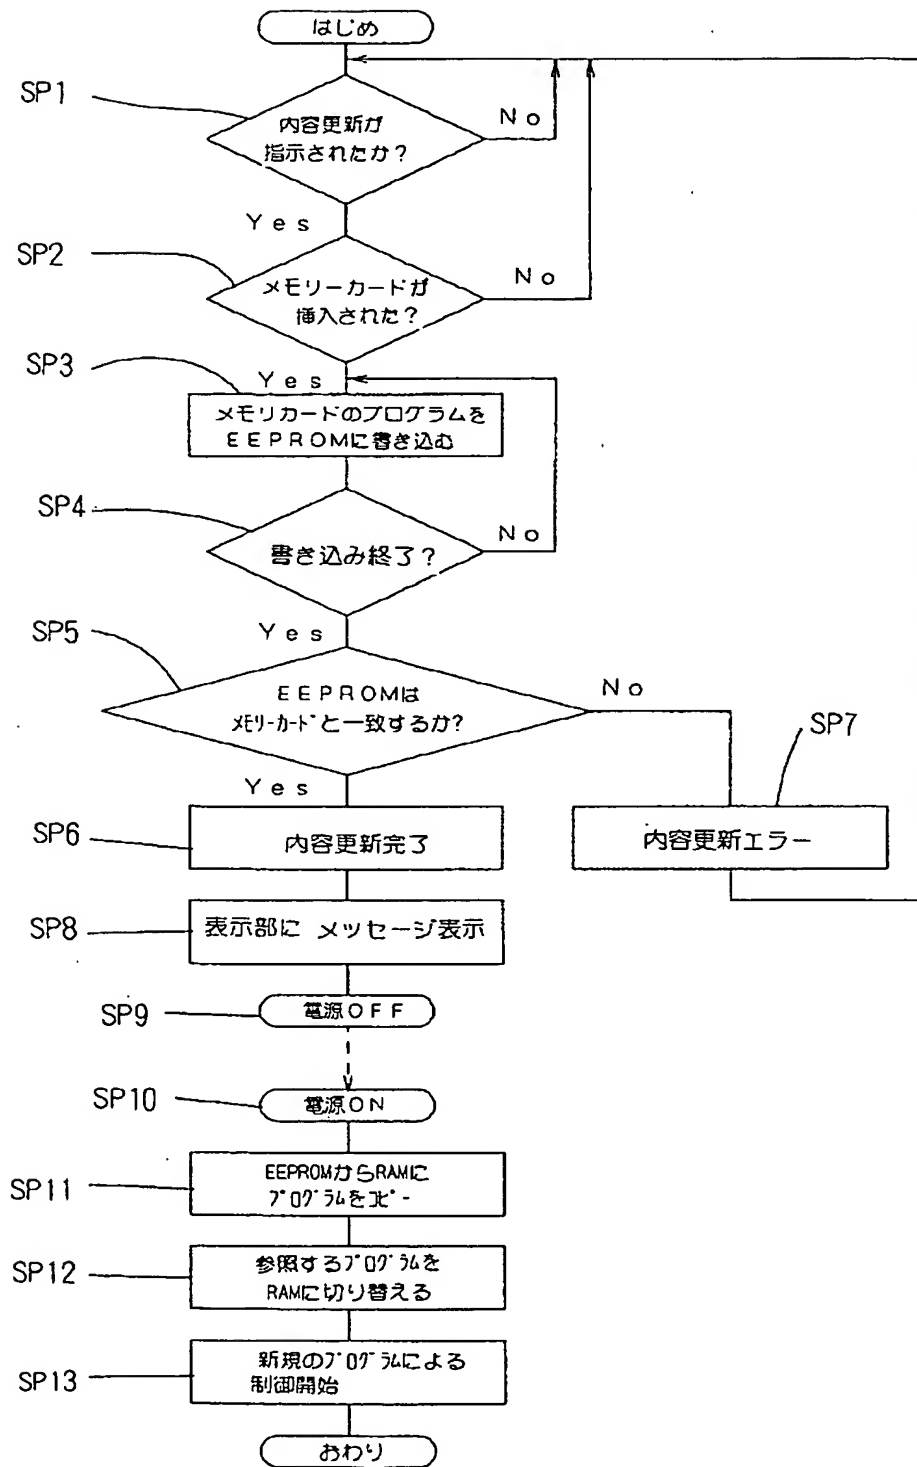 はじめ
SP1
内容更新が
指示されたか?
No
Yes
SP2
メモリーカードが
挿入された?
No
SP3
Yes
メモリカードのプログラムを
EEPROMに書き込む
SP4
書き込み終了?
No
Yes
SP5
EEPROMは
メモリーカードと一致するか?
No
SP7
Yes
SP6
内容更新完了
内容更新エラー
SP8
表示部に メッセージ表示
SP9
電源OFF
SP10
電源ON
SP11
EEPROMからRAMに
プログラムをコピー
SP12
参照するプログラムを
RAMに切り替える
SP13
新規のプログラムによる
制御開始
おわり